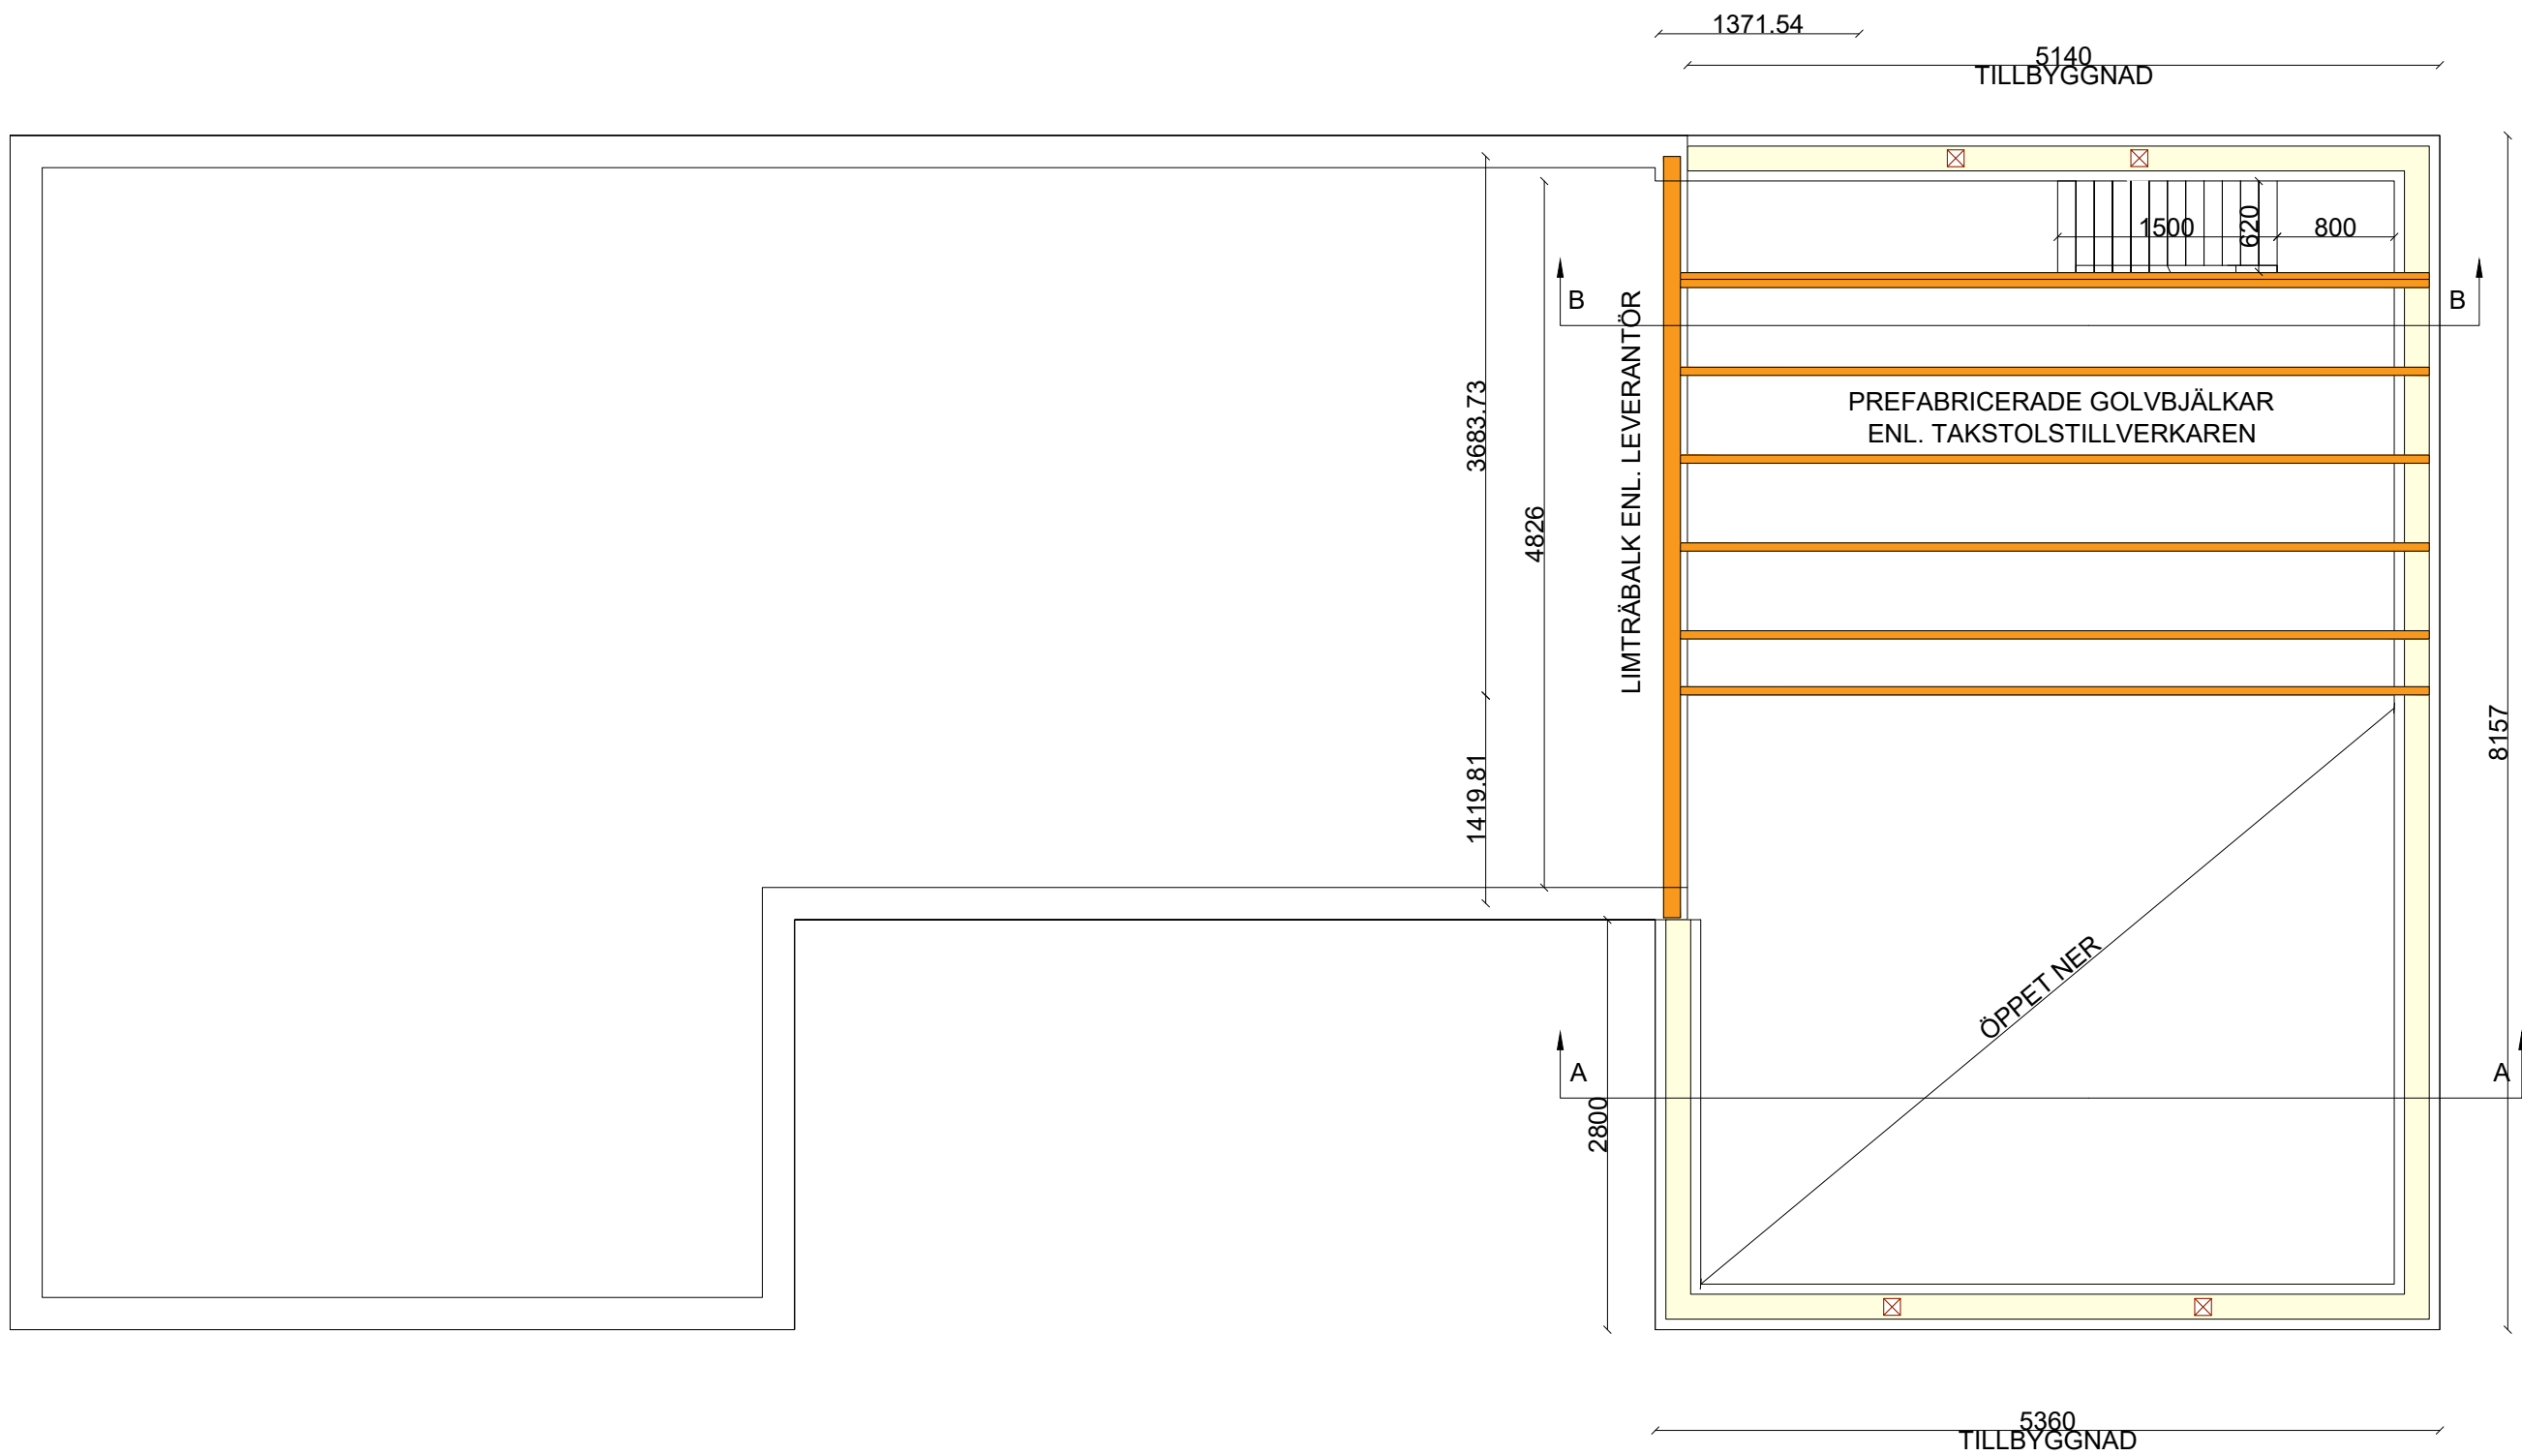 1371.54
5140
TILLBYGGNAD
1500
620
800
B
B
LIMTRÄBALK ENL. LEVERANTÖR
3683.73
PREFABRICERADE GOLVBJÄLKAR
ENL. TAKSTOLSTILLVERKAREN
4826
8157
1419.81
ÖPPET NER
A
A
2800
5360
TILLBYGGNAD